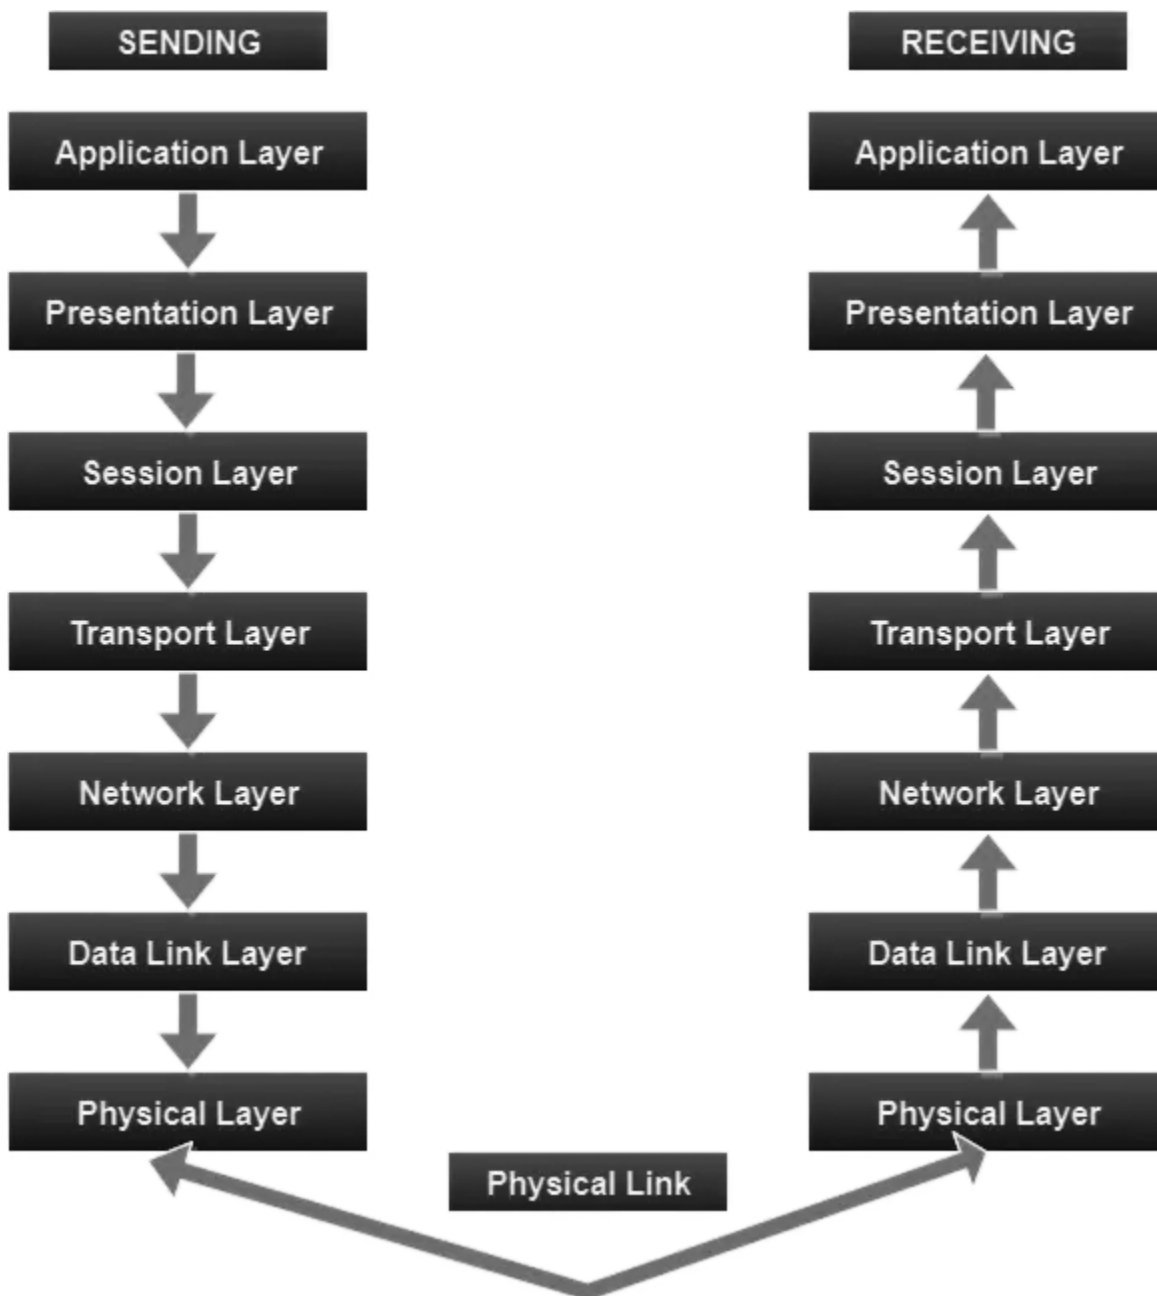 SENDING
RECEIVING
Application Layer
Application Layer
Presentation Layer
Presentation Layer
Session Layer
Session Layer
Transport Layer
Transport Layer
Network Layer
Network Layer
Data Link Layer
Data Link Layer
Physical Layer
Physical Layer
Physical Link